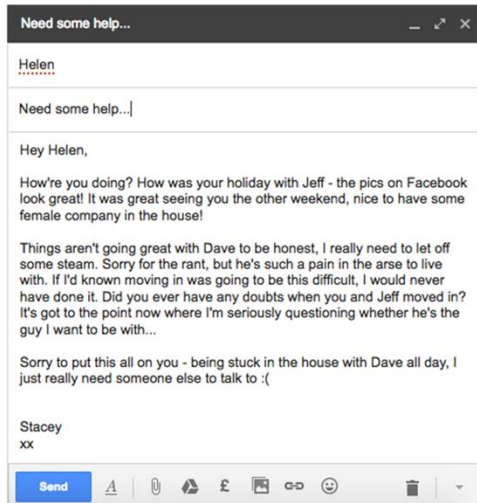 Need some help...
Helen
Need some help...
Hey Helen,
How're you doing? How was your holiday with Jeff - the pics on Facebook
look great! It was great seeing you the other weekend, nice to have some
female company in the house!
Things aren't going great with Dave to be honest, I really need to let off
some steam. Sorry for the rant, but he's such a pain in the arse to live
with. If I'd known moving in was going to be this difficult, I would never
have done it. Did you ever have any doubts when you and Jeff moved in?
It's got to the point now where I'm seriously questioning whether he's the
guy I want to be with...
Sorry to put this all on you - being stuck in the house with Dave all day, I
just really need someone else to talk to :(
Stacey
xx
Send A £